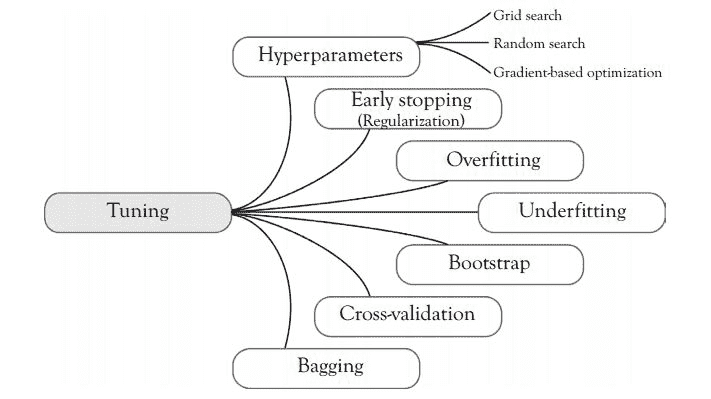 Grid search
Random search
Gradient-based optimization
Hyperparameters
Early stopping
(Regularization)
Overfitting
Tuning
Underfitting
Bootstrap
Cross-validation
Bagging